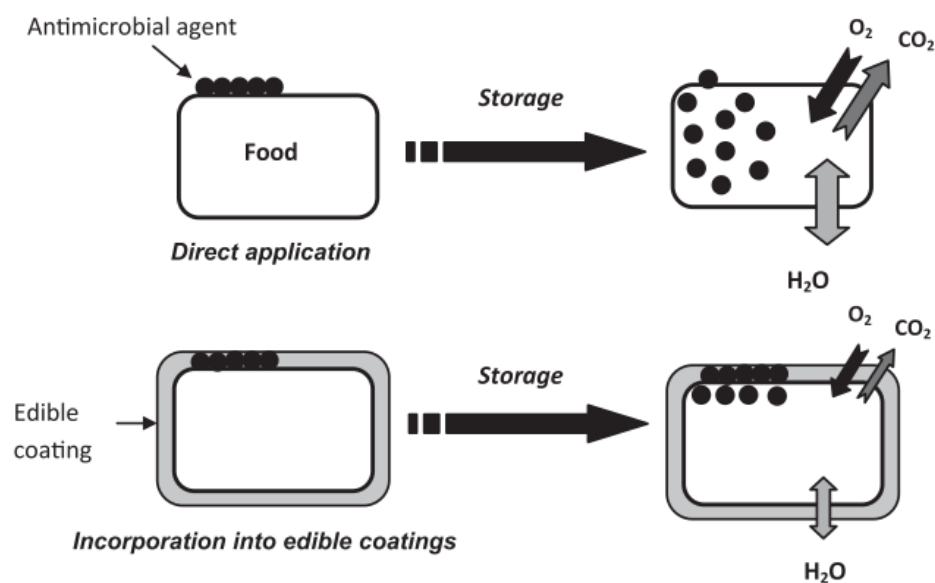 Antimicrobial agent
Food
Storage
O₂
CO₂
Direct application
H₂O
Edible
coating
Storage
O₂
CO₂
Incorporation into edible coatings
H₂O